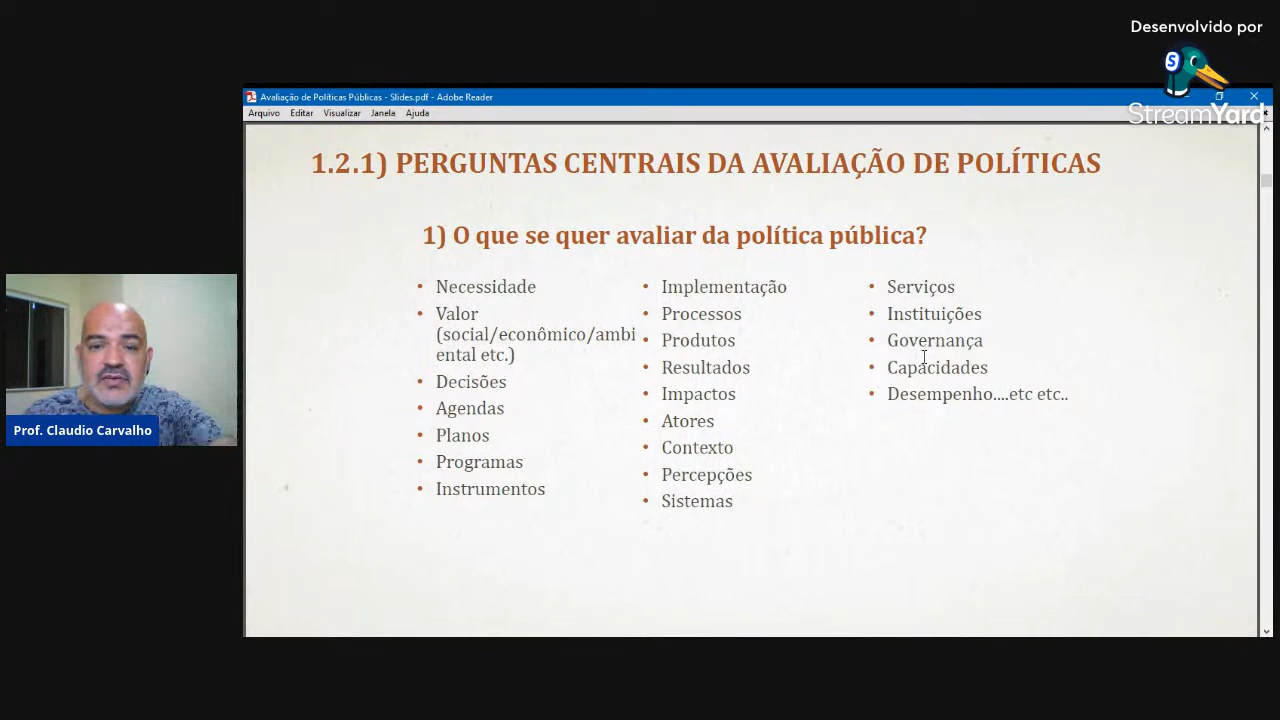 Desenvolvido por
StreamYard
Avaliação de Políticas Públicas - Slides.pdf - Adobe Reader
Arquivo Editar Visualizar Janela Ajuda
1.2.1) PERGUNTAS CENTRAIS DA AVALIAÇÃO DE POLÍTICAS
1) O que se quer avaliar da política pública?
• Necessidade
• Valor
(social/econômico/ambi
ental etc.)
• Decisões
• Agendas
• Planos
• Programas
• Instrumentos
• Implementação
• Processos
• Produtos
• Resultados
• Impactos
• Atores
• Contexto
• Percepções
• Sistemas
• Serviços
• Instituições
• Governança
• Capacidades
• Desempenho....etc etc..
Prof. Claudio Carvalho